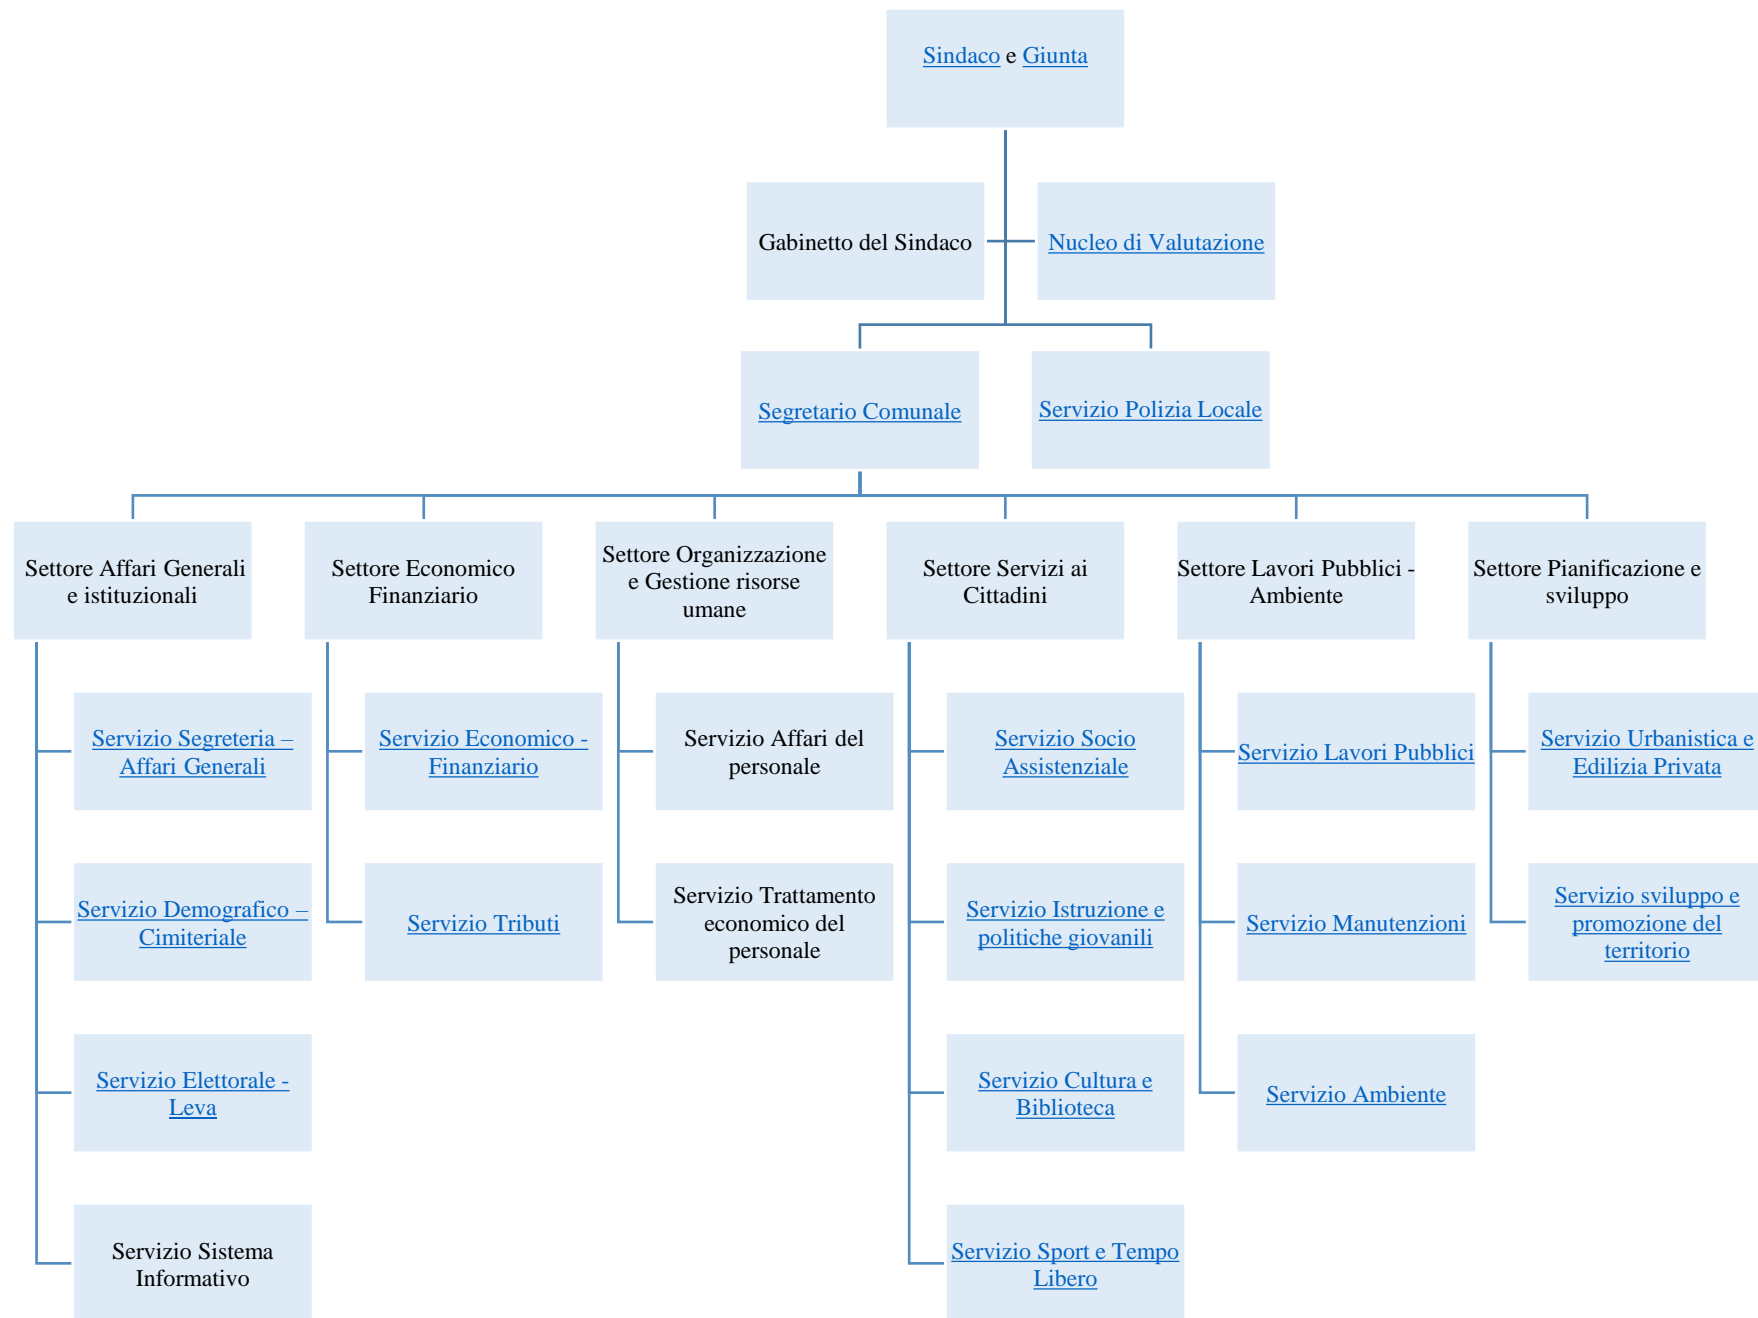 Sindaco e Giunta
Gabinetto del Sindaco
Nucleo di Valutazione
Segretario Comunale
Servizio Polizia Locale
Settore Affari Generali
e istituzionali
Settore Economico
Finanziario
Settore Organizzazione
e Gestione risorse
umane
Settore Servizi ai
Cittadini
Settore Lavori Pubblici -
Ambiente
Settore Pianificazione e
sviluppo
Servizio Segreteria –
Affari Generali
Servizio Economico -
Finanziario
Servizio Affari del
personale
Servizio Socio
Assistenziale
Servizio Lavori Pubblici
Servizio Urbanistica e
Edilizia Privata
Servizio Demografico –
Cimiteriale
Servizio Tributi
Servizio Trattamento
economico del
personale
Servizio Istruzione e
politiche giovanili
Servizio Manutenzioni
Servizio sviluppo e
promozione del
territorio
Servizio Elettorale -
Leva
Servizio Cultura e
Biblioteca
Servizio Ambiente
Servizio Sistema
Informativo
Servizio Sport e Tempo
Libero